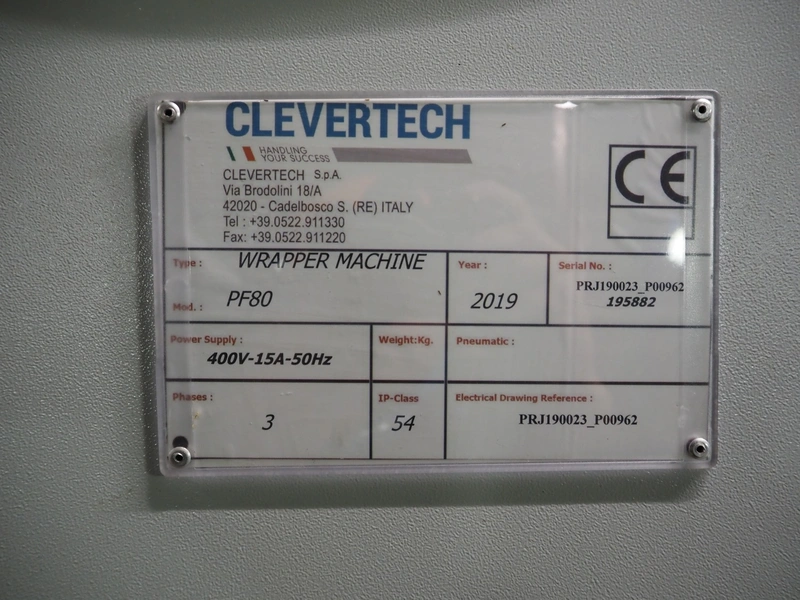 CLEVERTECH
HANDLING
YOUR SUCCESS
CLEVERTECH S.p.A.
Via Brodolini 18/A
42020 - Cadelbosco S. (RE) ITALY
Tel : +39.0522.911330
Fax: +39.0522.911220
CE
Type : WRAPPER MACHINE
Mod. : PF80
Year :
2019
Serial No. :
PRJ190023_P00962
195882
Power Supply :
400V-15A-50Hz
Weight:Kg.
Pneumatic :
Phases :
3
IP-Class
54
Electrical Drawing Reference :
PRJ190023_P00962